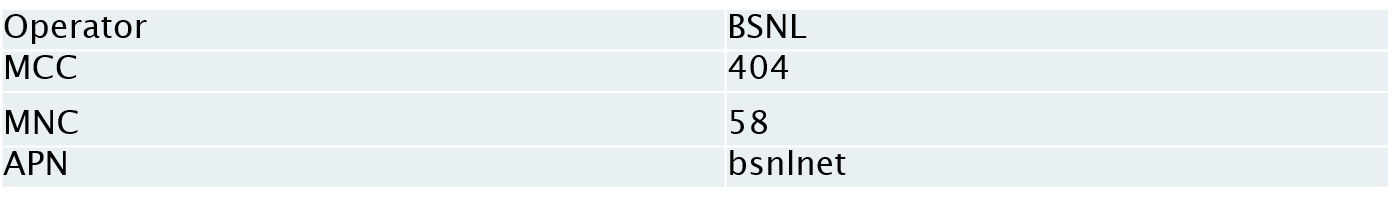 Operator BSNL
MCC 404
MNC 58
APN bsnlnet